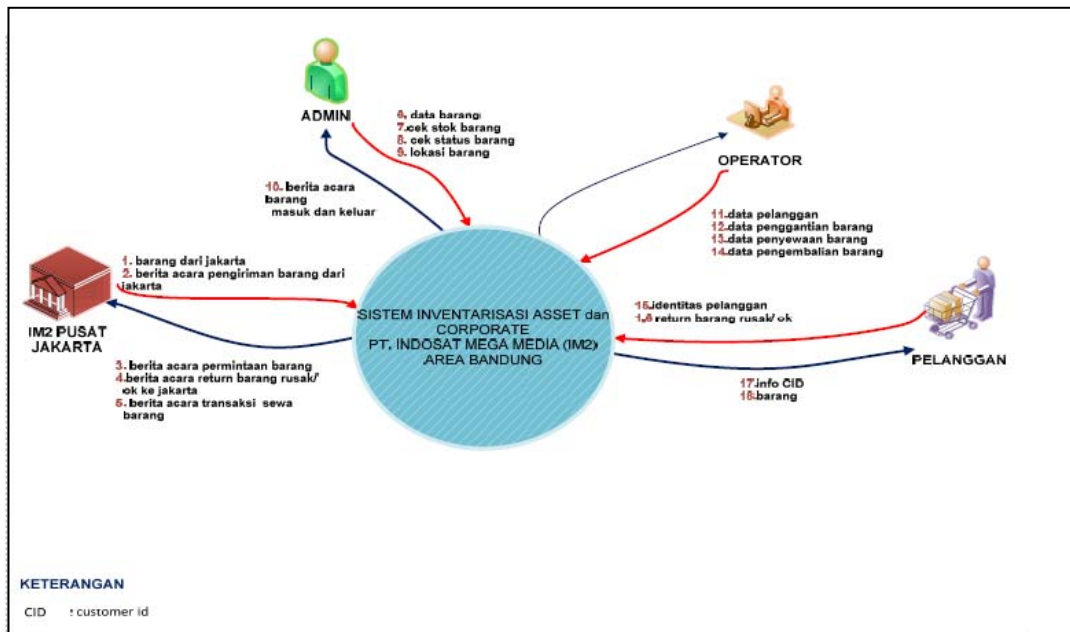 ADMIN
6. data barang
7. cek stok barang
8. cek status barang
9. lokasi barang
10. berita acara
barang
masuk dan keluar
OPERATOR
11.data pelanggan
12.data penggantian barang
13.data penyewaan barang
14.data pengembalian barang
1. barang dari jakarta
2. berita acara pengiriman barang dari
jakarta
IM2 PUSAT
JAKARTA
3. berita acara permintaan barang
4.berita acara return barang rusak/
ok ke jakarta
5. berita acara transaksi sewa
barang
SISTEM INVENTARISASI ASSET dan
CORPORATE
PT. INDOSAT MEGA MEDIA (IM2)
AREA BANDUNG
15.identitas pelanggan
1,6 return barang rusak/ ok
PELANGGAN
17.info CID
18.barang
KETERANGAN
CID : customer id